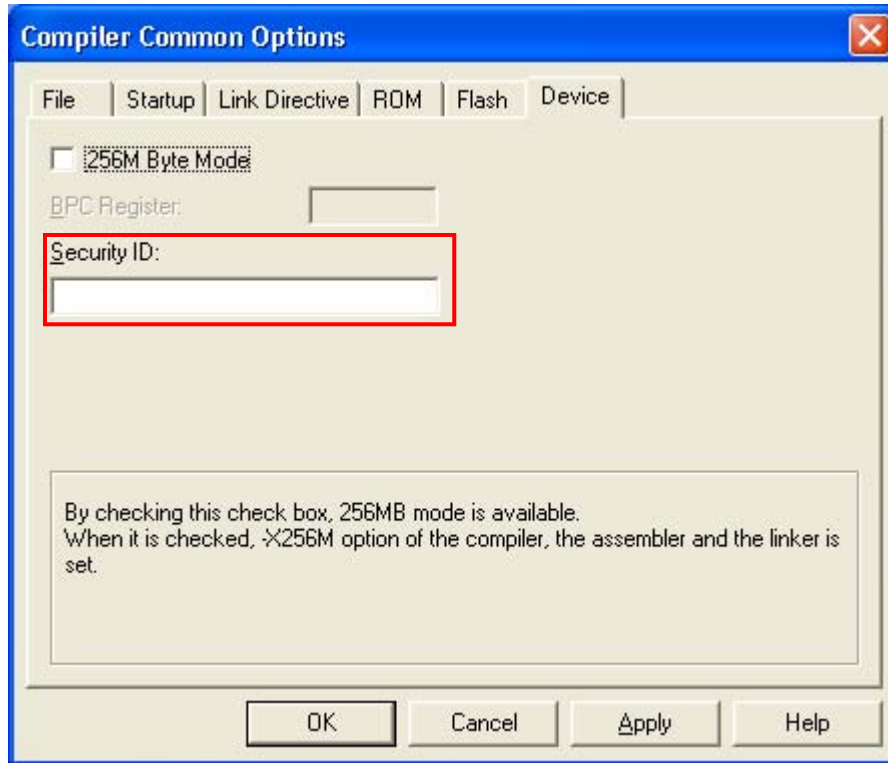 Compiler Common Options
File Startup Link Directive ROM Flash Device
256M Byte Mode
BPC Register:
Security ID:
By checking this check box, 256MB mode is available.
When it is checked, -X256M option of the compiler, the assembler and the linker is
set.
OK Cancel Apply Help